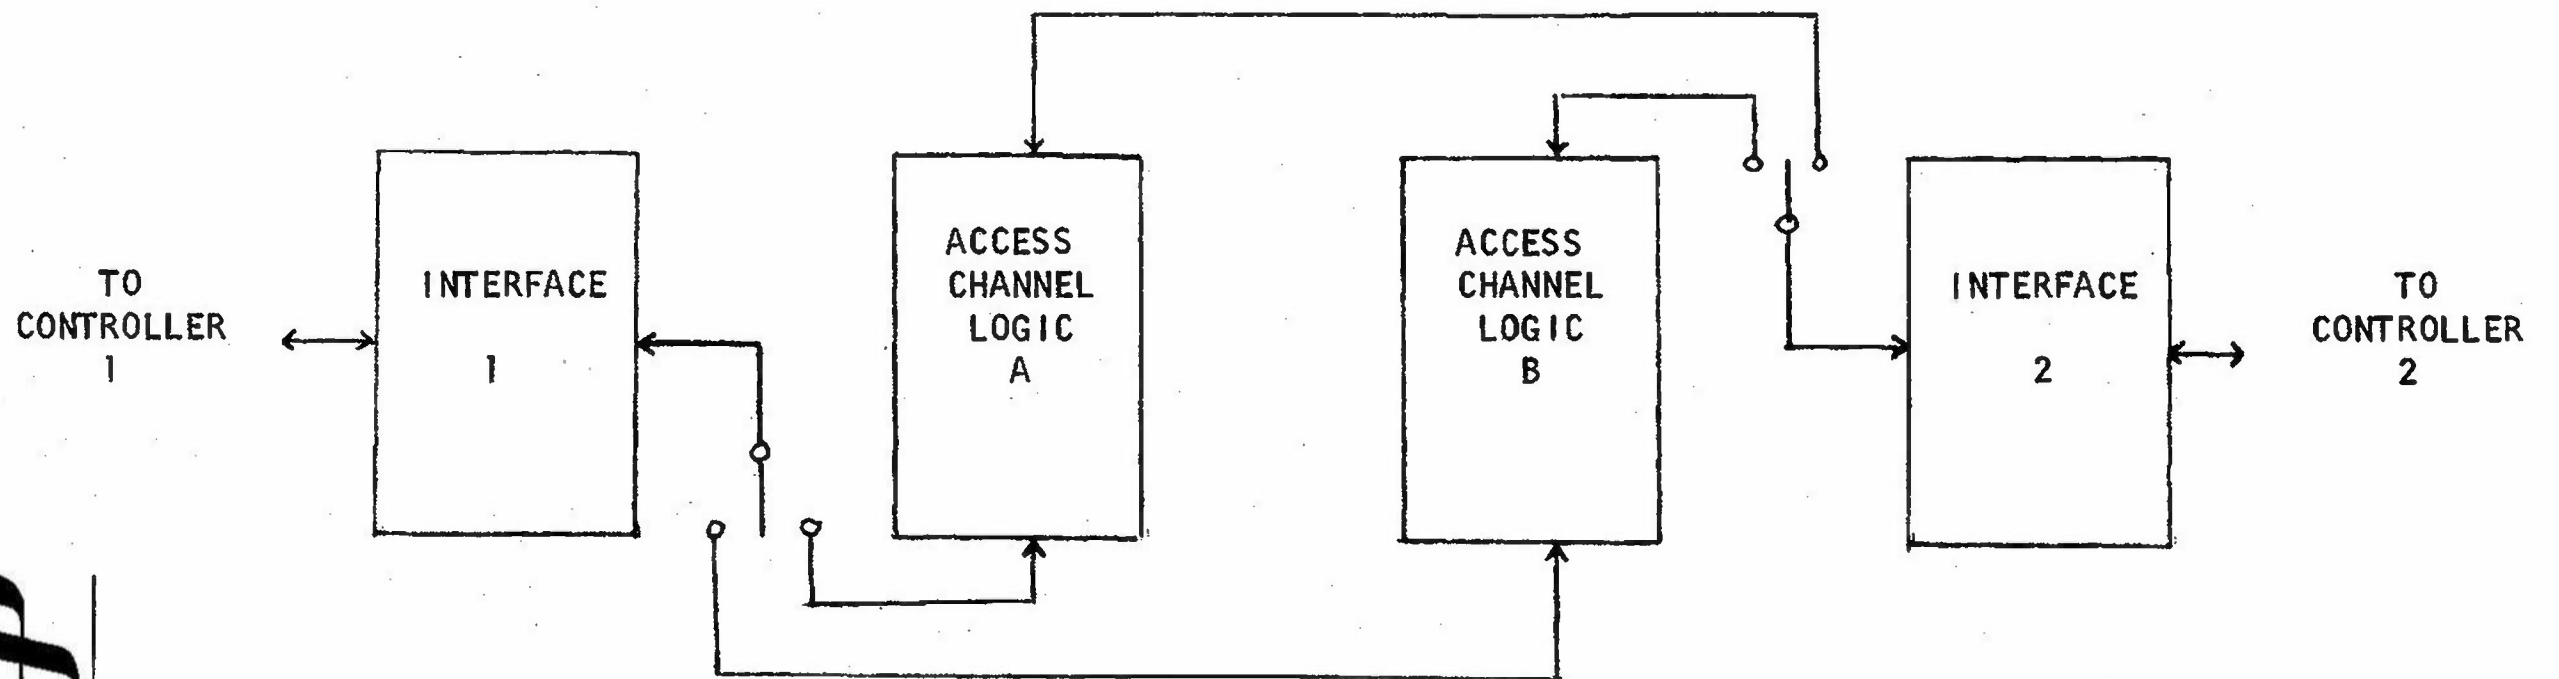 TO
CONTROLLER
1
INTERFACE
1
ACCESS
CHANNEL
LOGIC
A
ACCESS
CHANNEL
LOGIC
B
INTERFACE
2
TO
CONTROLLER
2